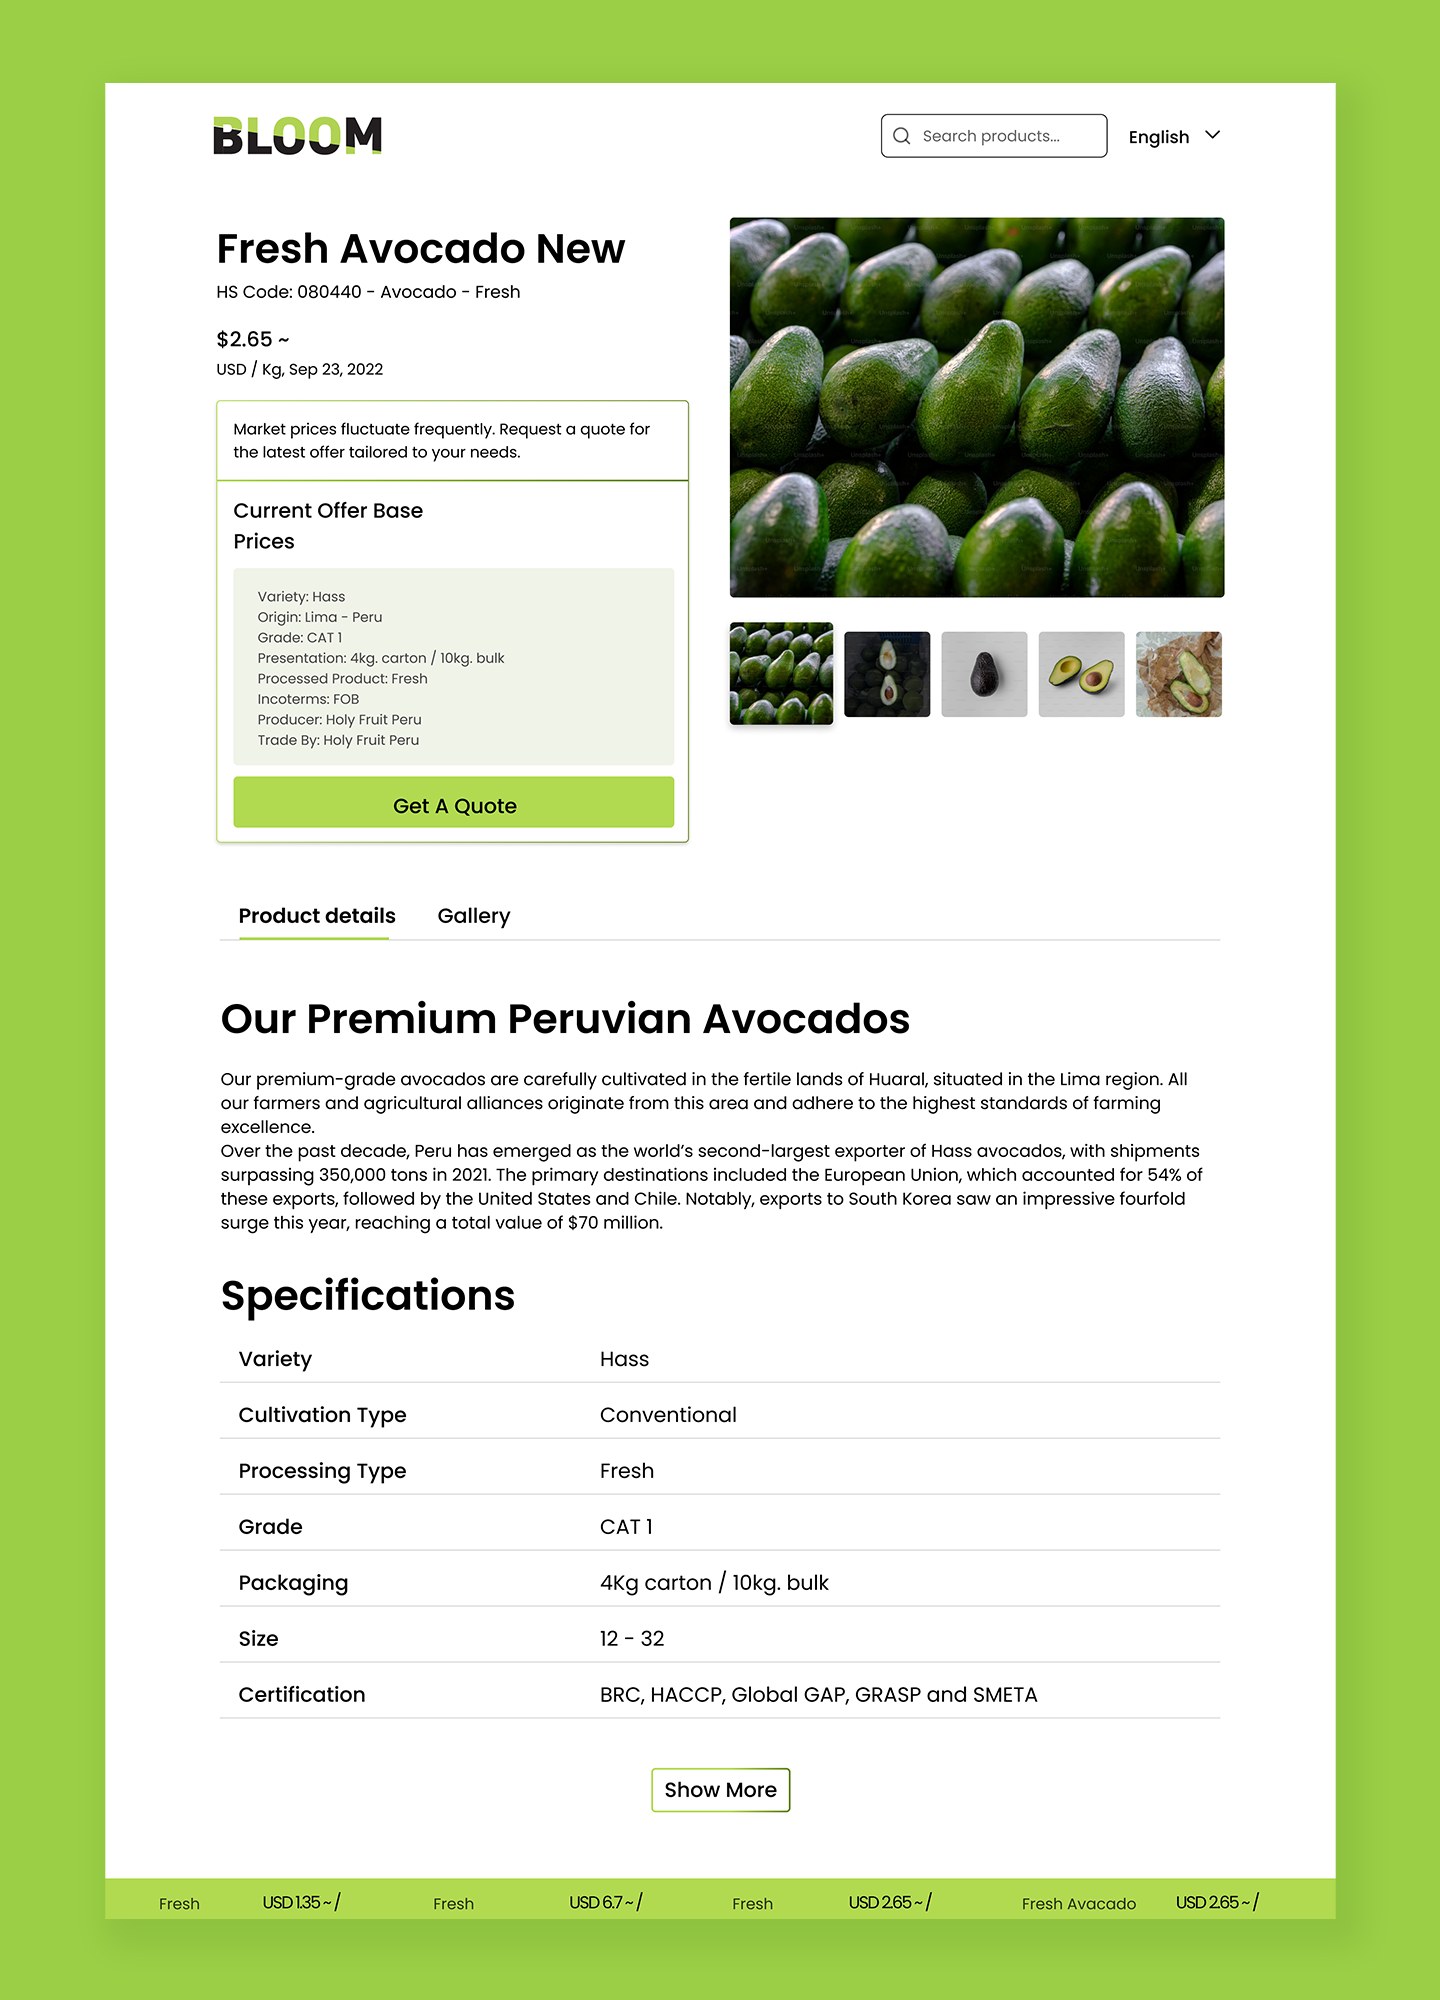 BLOOM
Search products...
English
Fresh Avocado New
HS Code: 080440 - Avocado - Fresh
$2.65 ~
USD / Kg, Sep 23, 2022
Market prices fluctuate frequently. Request a quote for
the latest offer tailored to your needs.
Current Offer Base
Prices
Variety: Hass
Origin: Lima - Peru
Grade: CAT 1
Presentation: 4kg. carton / 10kg. bulk
Processed Product: Fresh
Incoterms: FOB
Producer: Holy Fruit Peru
Trade By: Holy Fruit Peru
Get A Quote
Product details
Gallery
Our Premium Peruvian Avocados
Our premium-grade avocados are carefully cultivated in the fertile lands of Huaral, situated in the Lima region. All
our farmers and agricultural alliances originate from this area and adhere to the highest standards of farming
excellence.
Over the past decade, Peru has emerged as the world’s second-largest exporter of Hass avocados, with shipments
surpassing 350,000 tons in 2021. The primary destinations included the European Union, which accounted for 54% of
these exports, followed by the United States and Chile. Notably, exports to South Korea saw an impressive fourfold
surge this year, reaching a total value of $70 million.
Specifications
Variety Hass
Cultivation Type Conventional
Processing Type Fresh
Grade CAT 1
Packaging 4Kg carton / 10kg. bulk
Size 12 - 32
Certification BRC, HACCP, Global GAP, GRASP and SMETA
Show More
Fresh USD 1.35 ~ / Fresh USD 6.7 ~ / Fresh USD 2.65 ~ / Fresh Avacado USD 2.65 ~ /